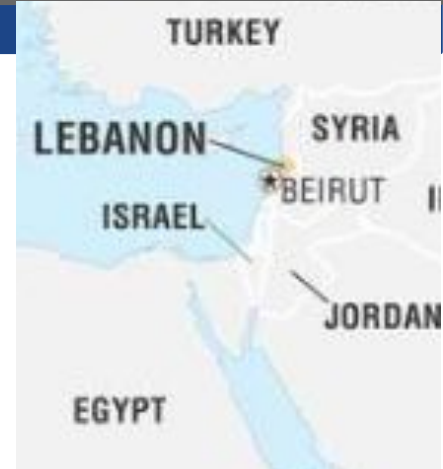 TURKEY
LEBANON
SYRIA
BEIRUT
ISRAEL
JORDAN
EGYPT